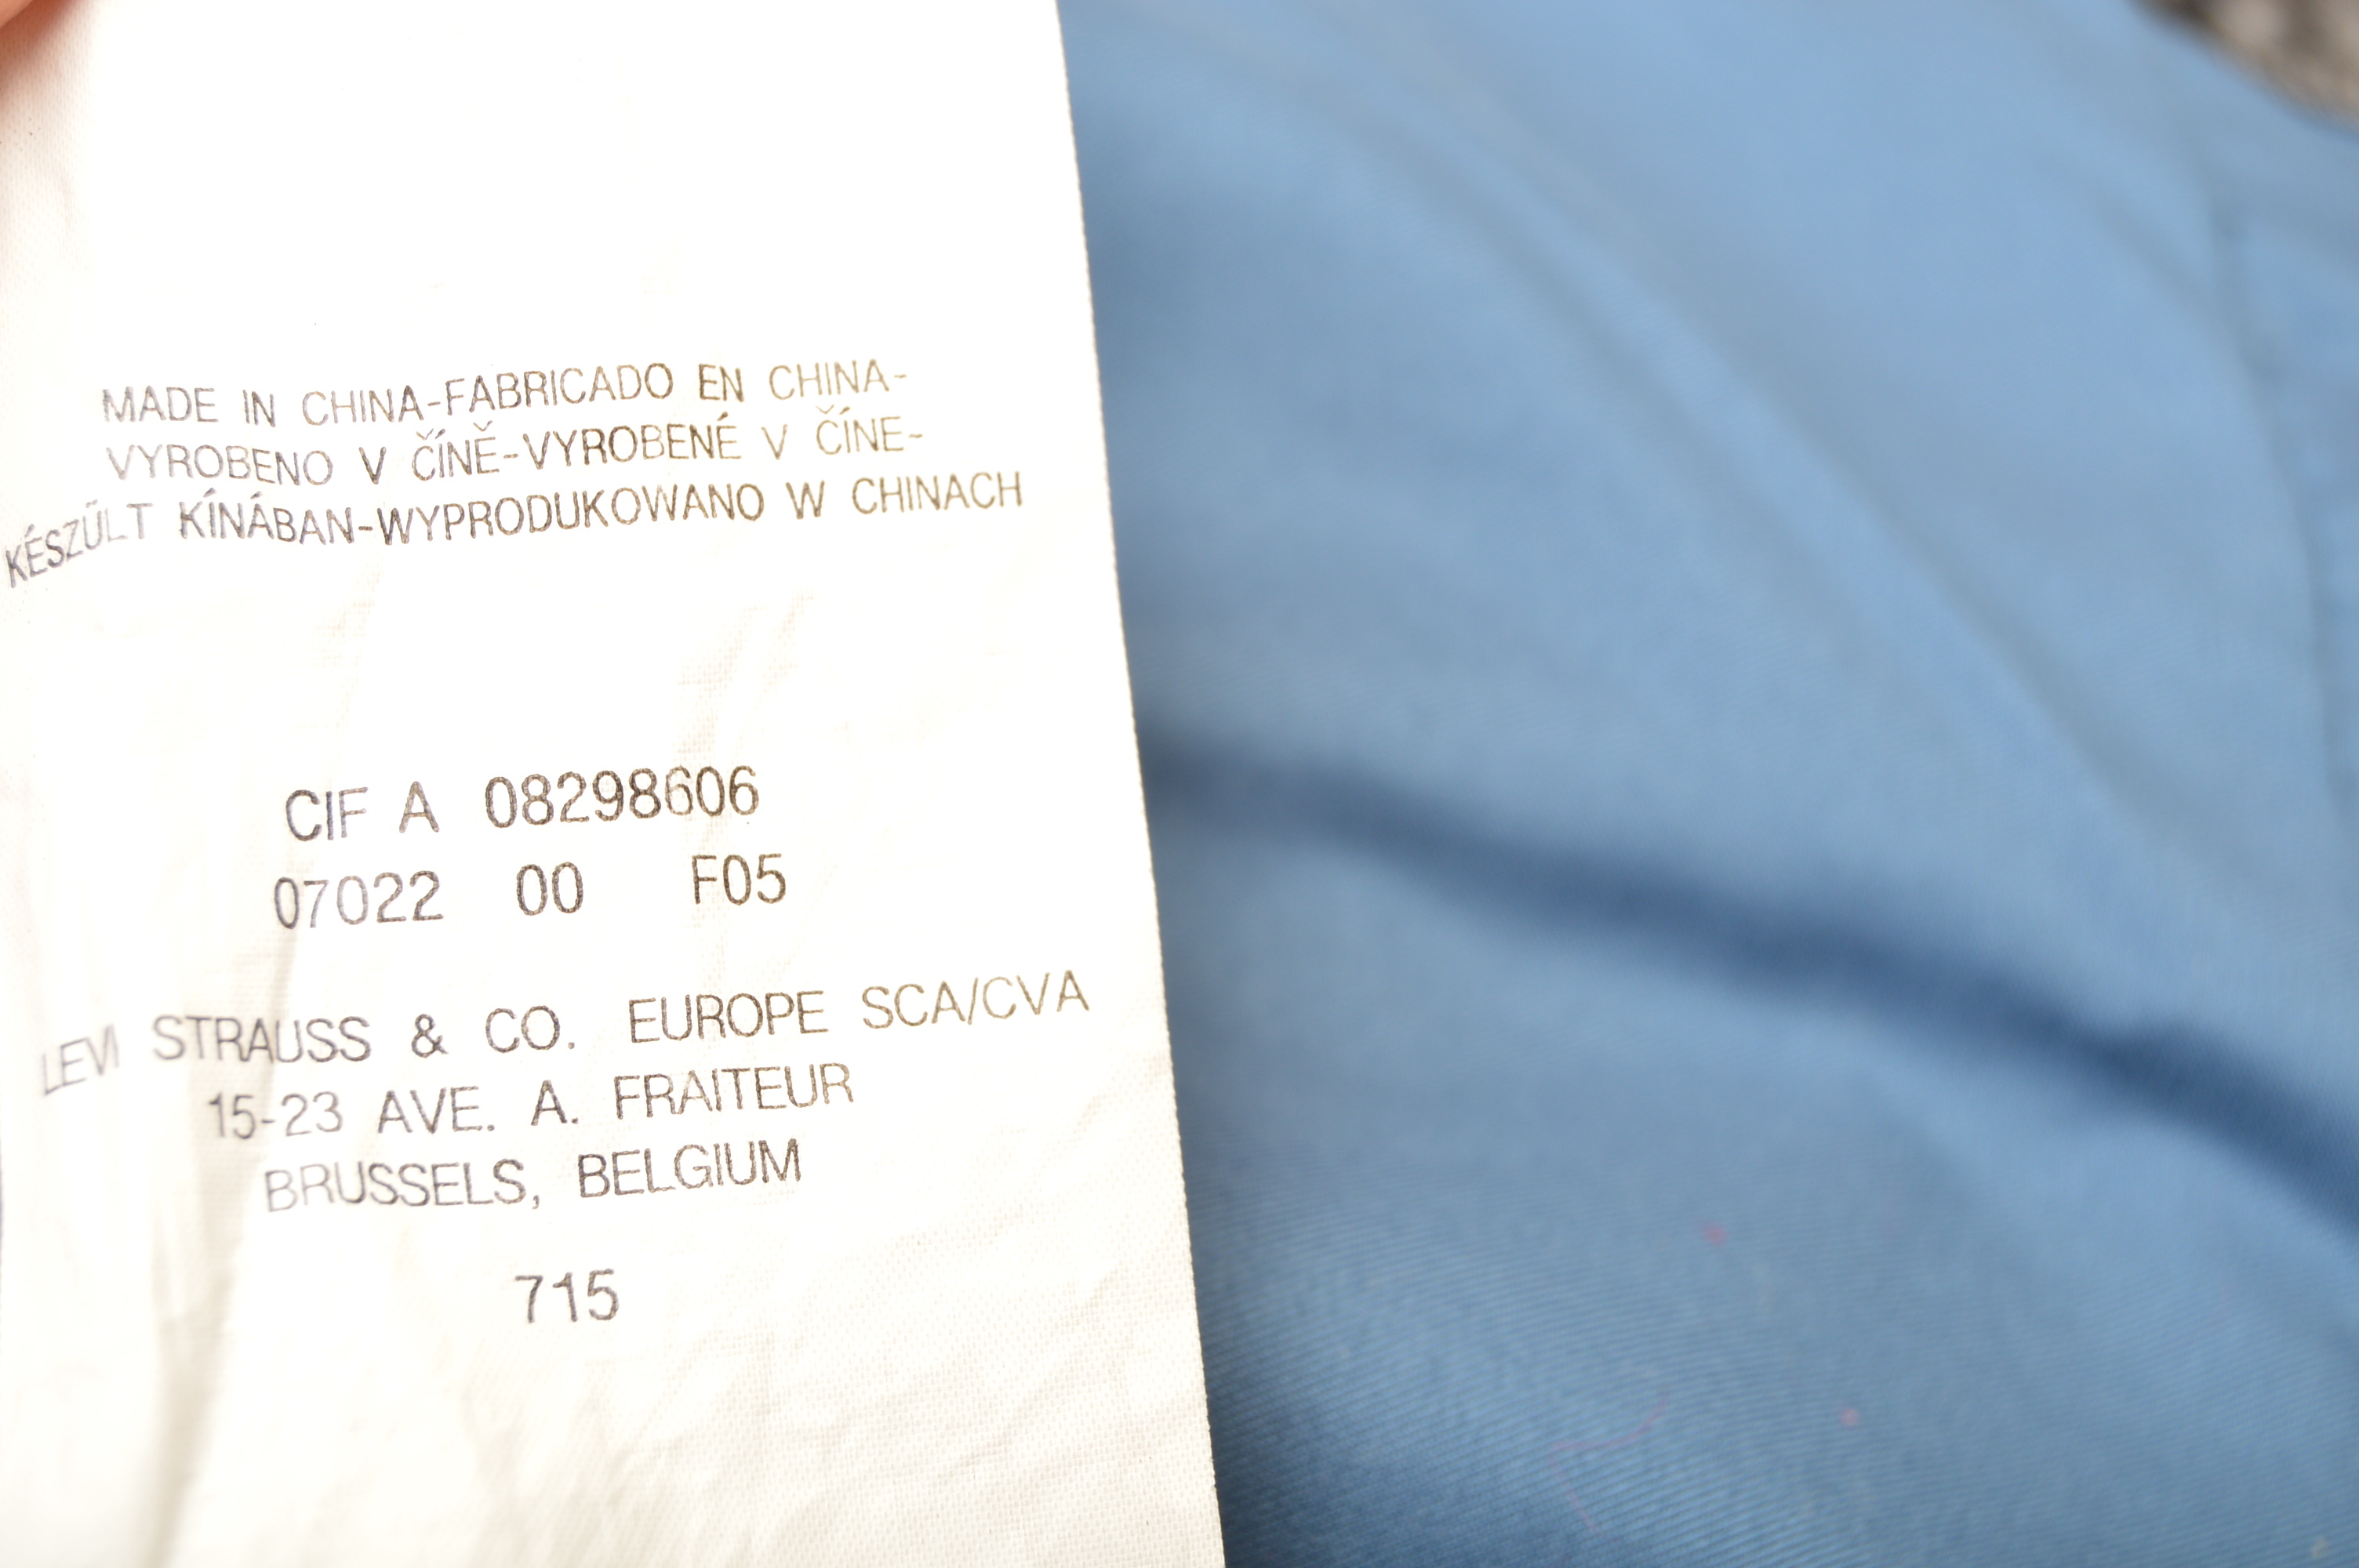 MADE IN CHINA-FABRICADO EN CHINA-
VYROBENO V ČÍNĚ-VYROBENÉ V ČÍNE-
KÉSZÜLT KÍNÁBAN-WYPRODUKOWANO W CHINACH
CIF A 08298606
07022 00 F05
LEVI STRAUSS & CO. EUROPE SCA/CVA
15-23 AVE. A. FRAITEUR
BRUSSELS, BELGIUM
715